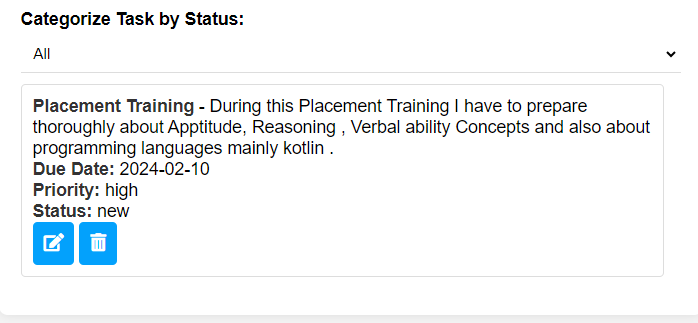 Categorize Task by Status:
All
Placement Training - During this Placement Training I have to prepare
thoroughly about Apptitude, Reasoning , Verbal ability Concepts and also about
programming languages mainly kotlin .
Due Date: 2024-02-10
Priority: high
Status: new